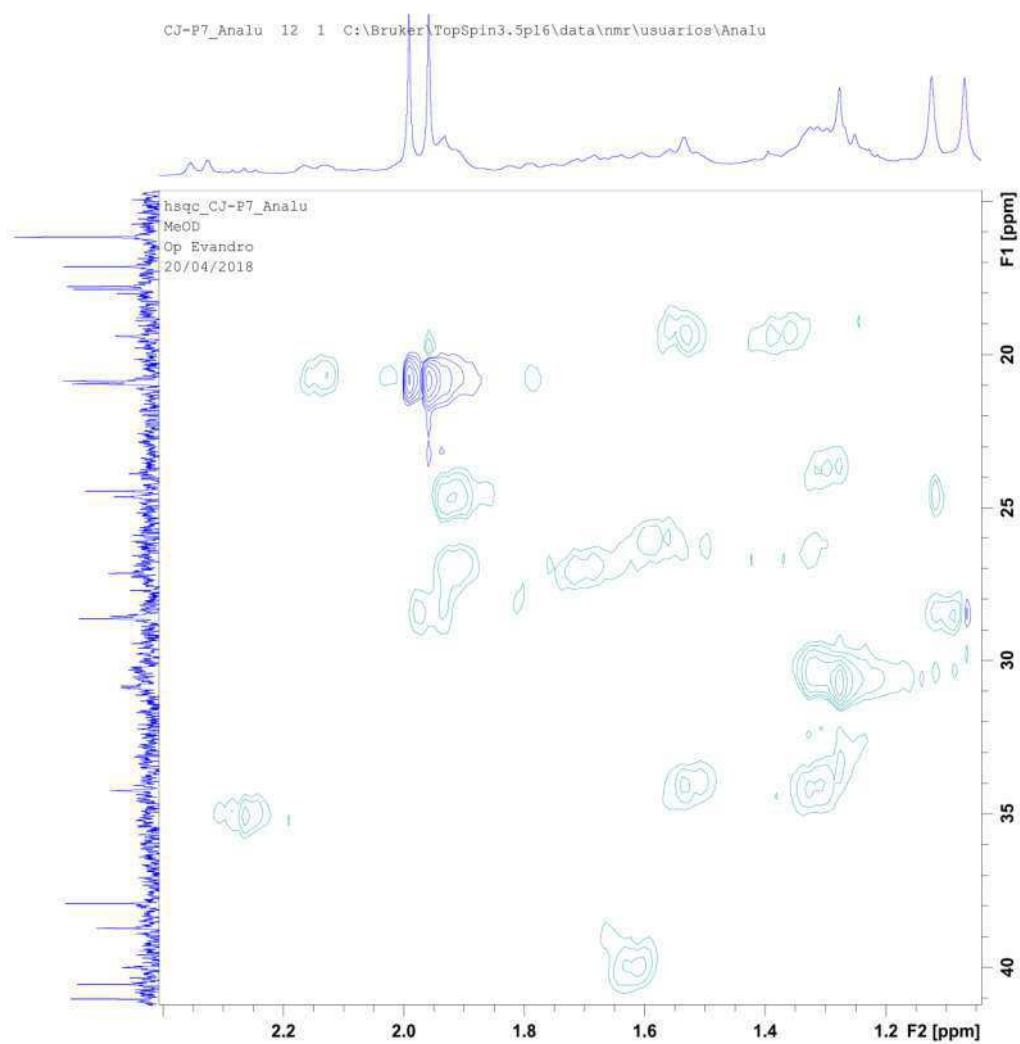 CJ-P7_Analu 12 1 C:\Bruker\TopSpin3.5pl6\data\nmr\usuarios\Analu
hsqc_CJ-P7_Analu
MeOD
Op Evandro
20/04/2018
F1 [ppm]
20
25
30
35
40
2.2 2.0 1.8 1.6 1.4 1.2 F2 [ppm]